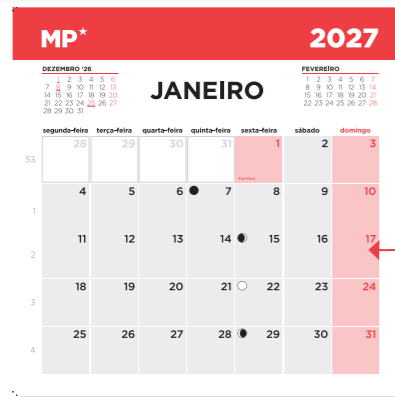 MP* 2027
DEZEMBRO '26
1 2 3 4 5 6
7 8 9 10 11 12 13
14 15 16 17 18 19 20
21 22 23 24 25 26 27
28 29 30 31
JANEIRO
FEVEREIRO
1 2 3 4 5 6 7
8 9 10 11 12 13 14
15 16 17 18 19 20 21
22 23 24 25 26 27 28
segunda-feira terça-feira quarta-feira quinta-feira sexta-feira sábado domingo
53 28 29 30 31 1 2 3
1 4 5 6 7 8 9 10
2 11 12 13 14 15 16 17
3 18 19 20 21 22 23 24
4 25 26 27 28 29 30 31